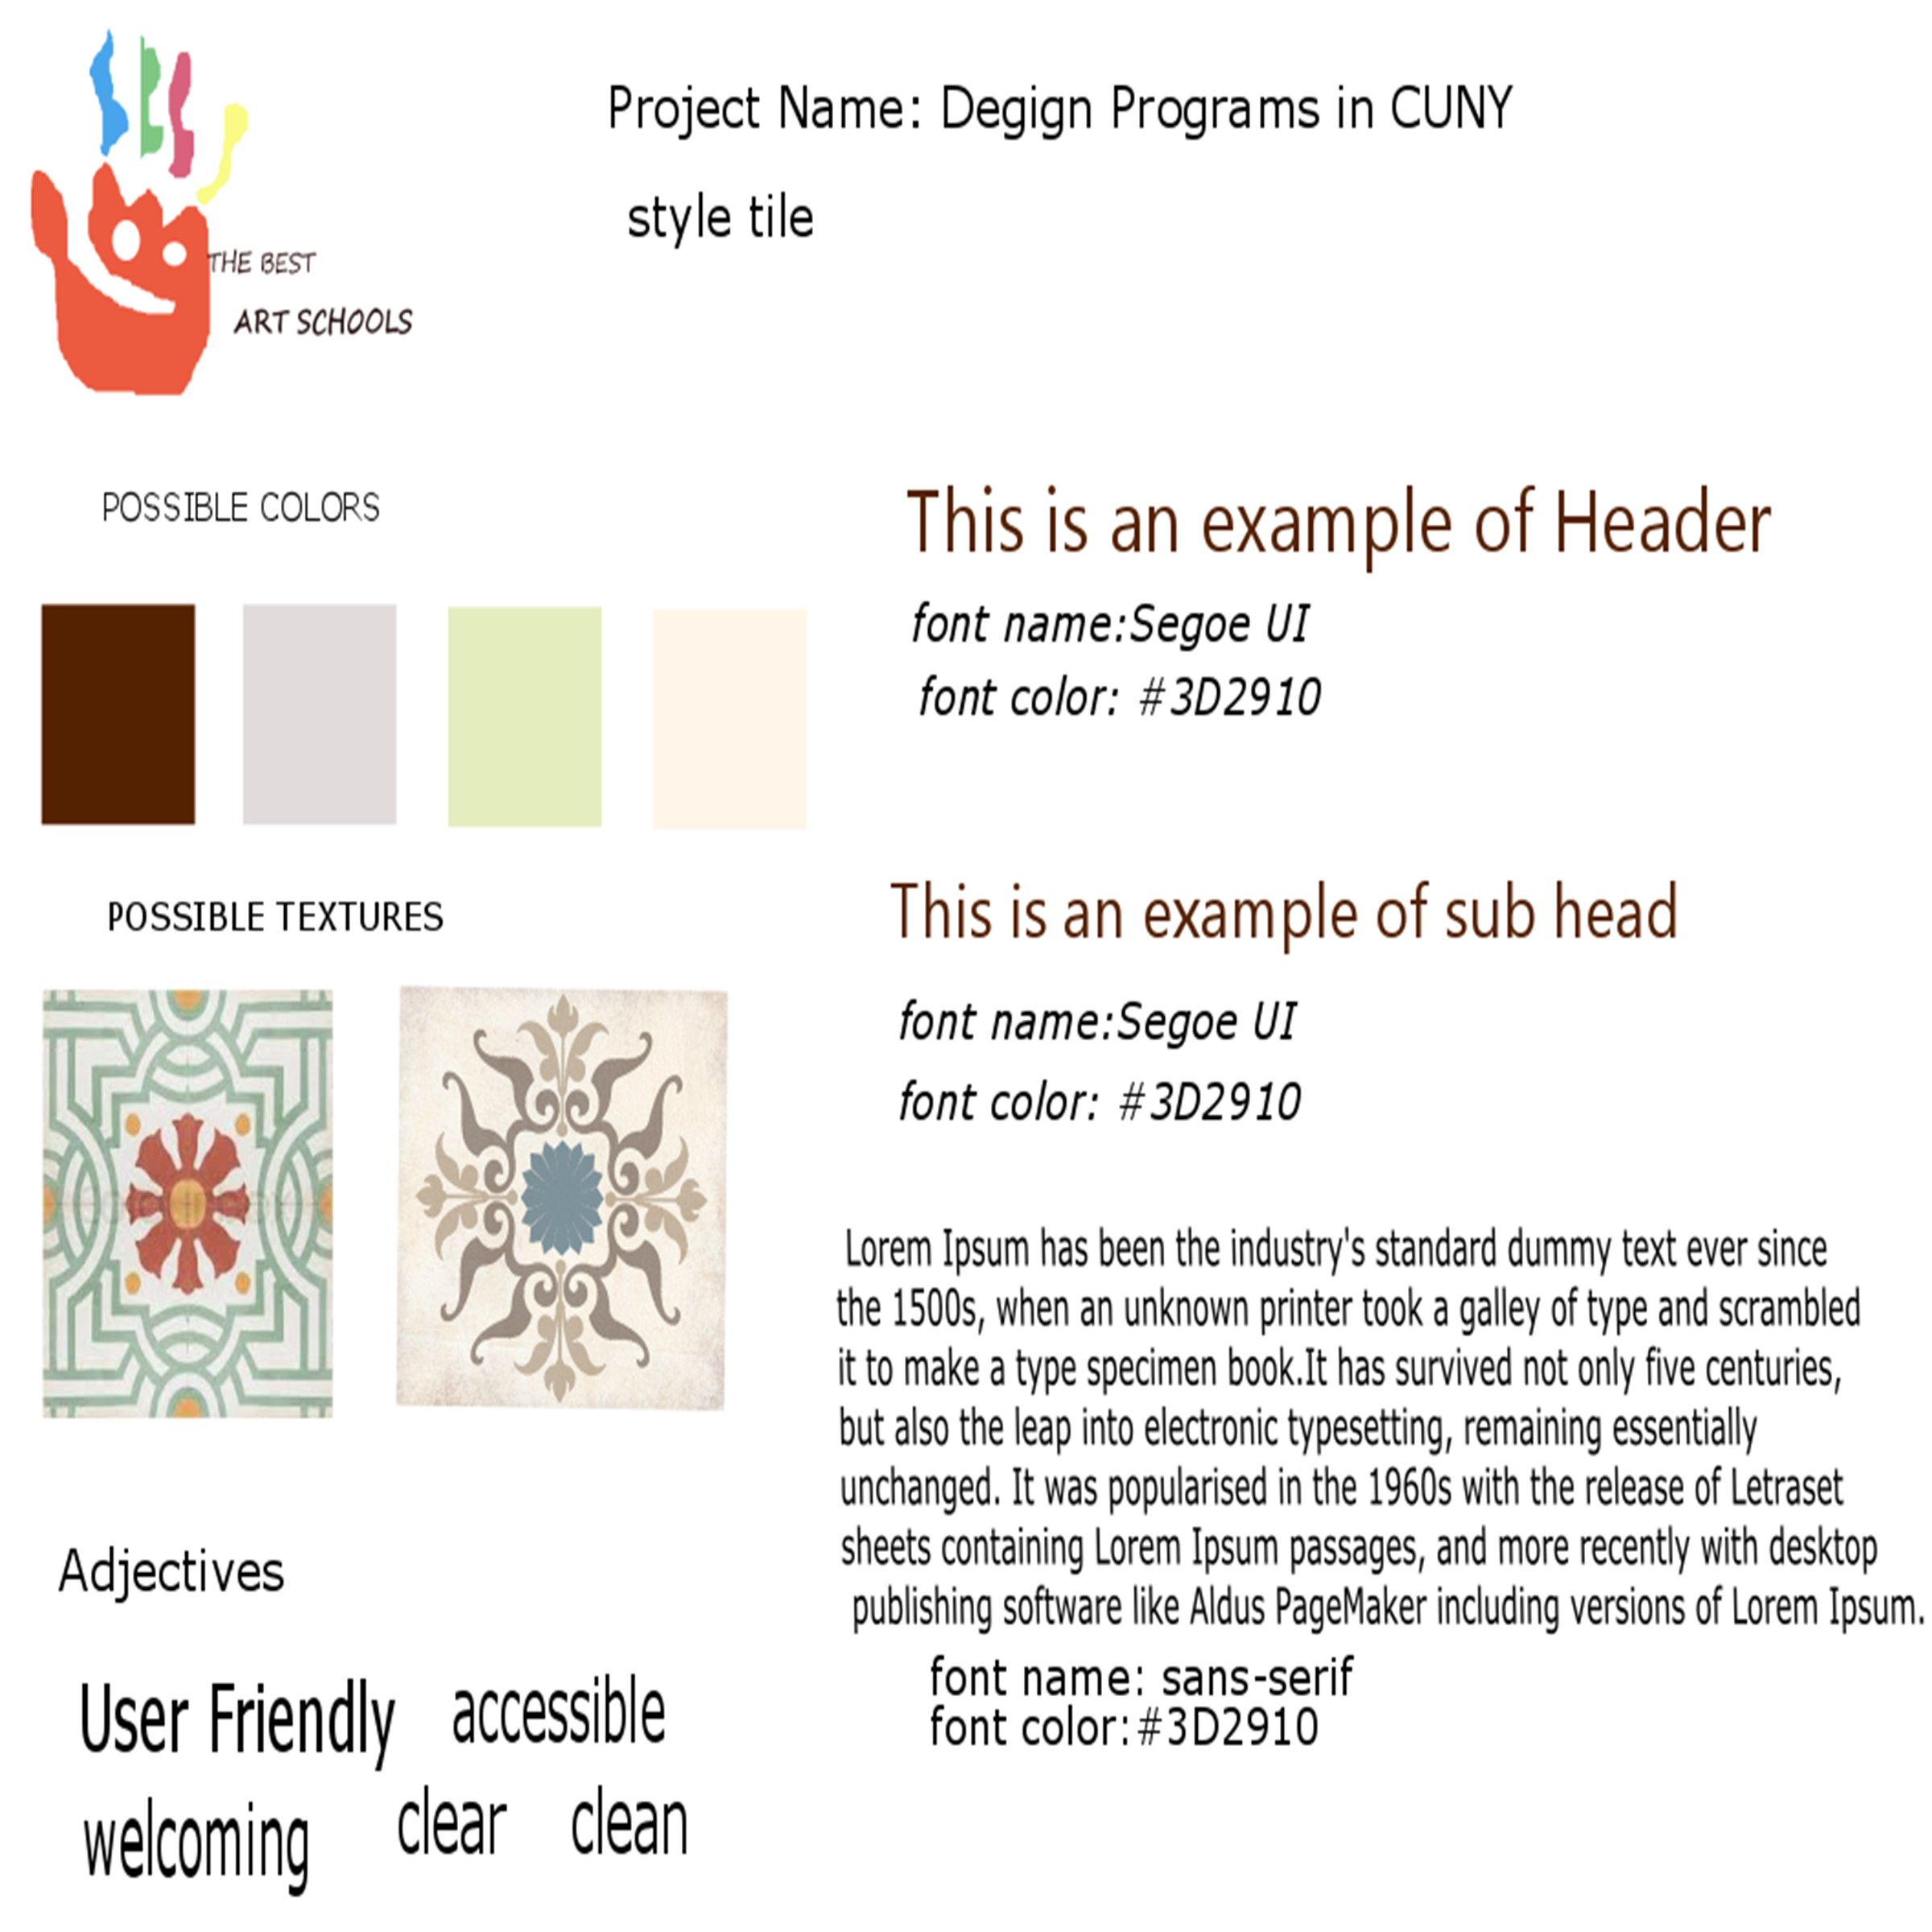 Project Name: Degign Programs in CUNY
style tile
THE BEST
ART SCHOOLS
POSSIBLE COLORS
This is an example of Header
font name:Segoe UI
font color: #3D2910
POSSIBLE TEXTURES
This is an example of sub head
font name:Segoe UI
font color: #3D2910
Lorem Ipsum has been the industry's standard dummy text ever since
the 1500s, when an unknown printer took a galley of type and scrambled
it to make a type specimen book.It has survived not only five centuries,
but also the leap into electronic typesetting, remaining essentially
unchanged. It was popularised in the 1960s with the release of Letraset
sheets containing Lorem Ipsum passages, and more recently with desktop
publishing software like Aldus PageMaker including versions of Lorem Ipsum.
font name: sans-serif
font color:#3D2910
Adjectives
User Friendly accessible
welcoming clear clean